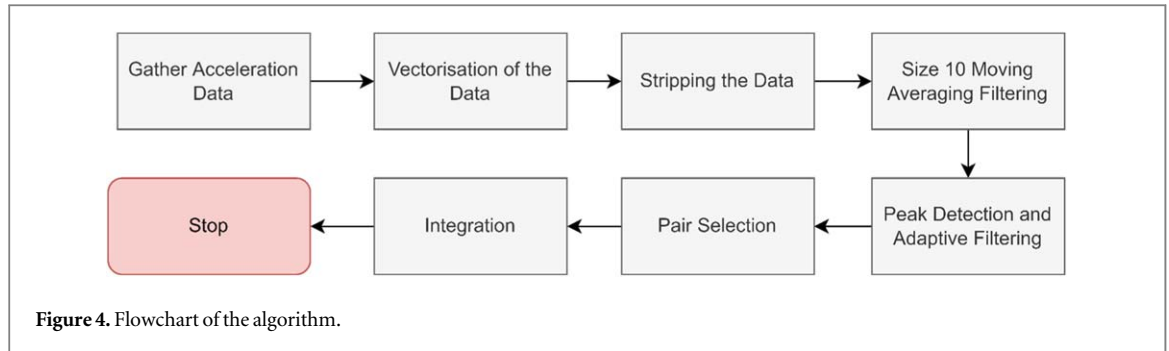 Gather Acceleration
Data
Vectorisation of the
Data
Stripping the Data
Size 10 Moving
Averaging Filtering
Peak Detection and
Adaptive Filtering
Pair Selection
Integration
Stop
Figure 4. Flowchart of the algorithm.